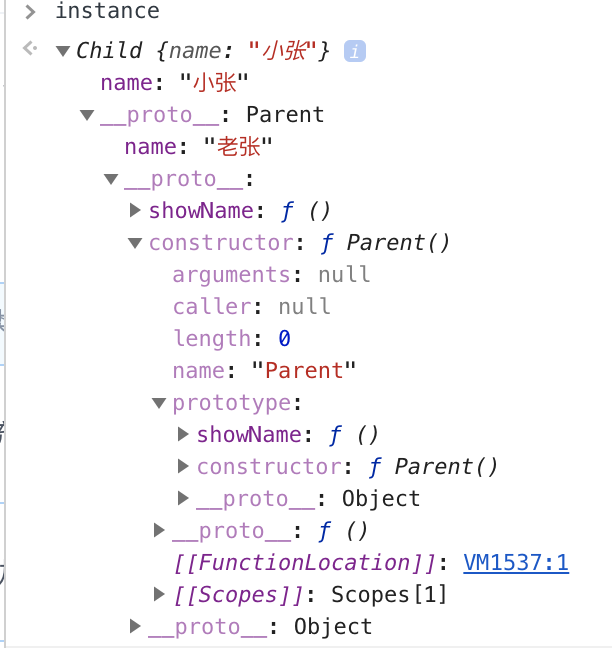 instance
Child {name: "小张"} i
name: "小张"
__proto__: Parent
name: "老张"
__proto__:
showName: ƒ ()
constructor: ƒ Parent()
arguments: null
caller: null
length: 0
name: "Parent"
prototype:
showName: ƒ ()
constructor: ƒ Parent()
__proto__: Object
__proto__: ƒ ()
[[FunctionLocation]]: VM1537:1
[[Scopes]]: Scopes[1]
__proto__: Object